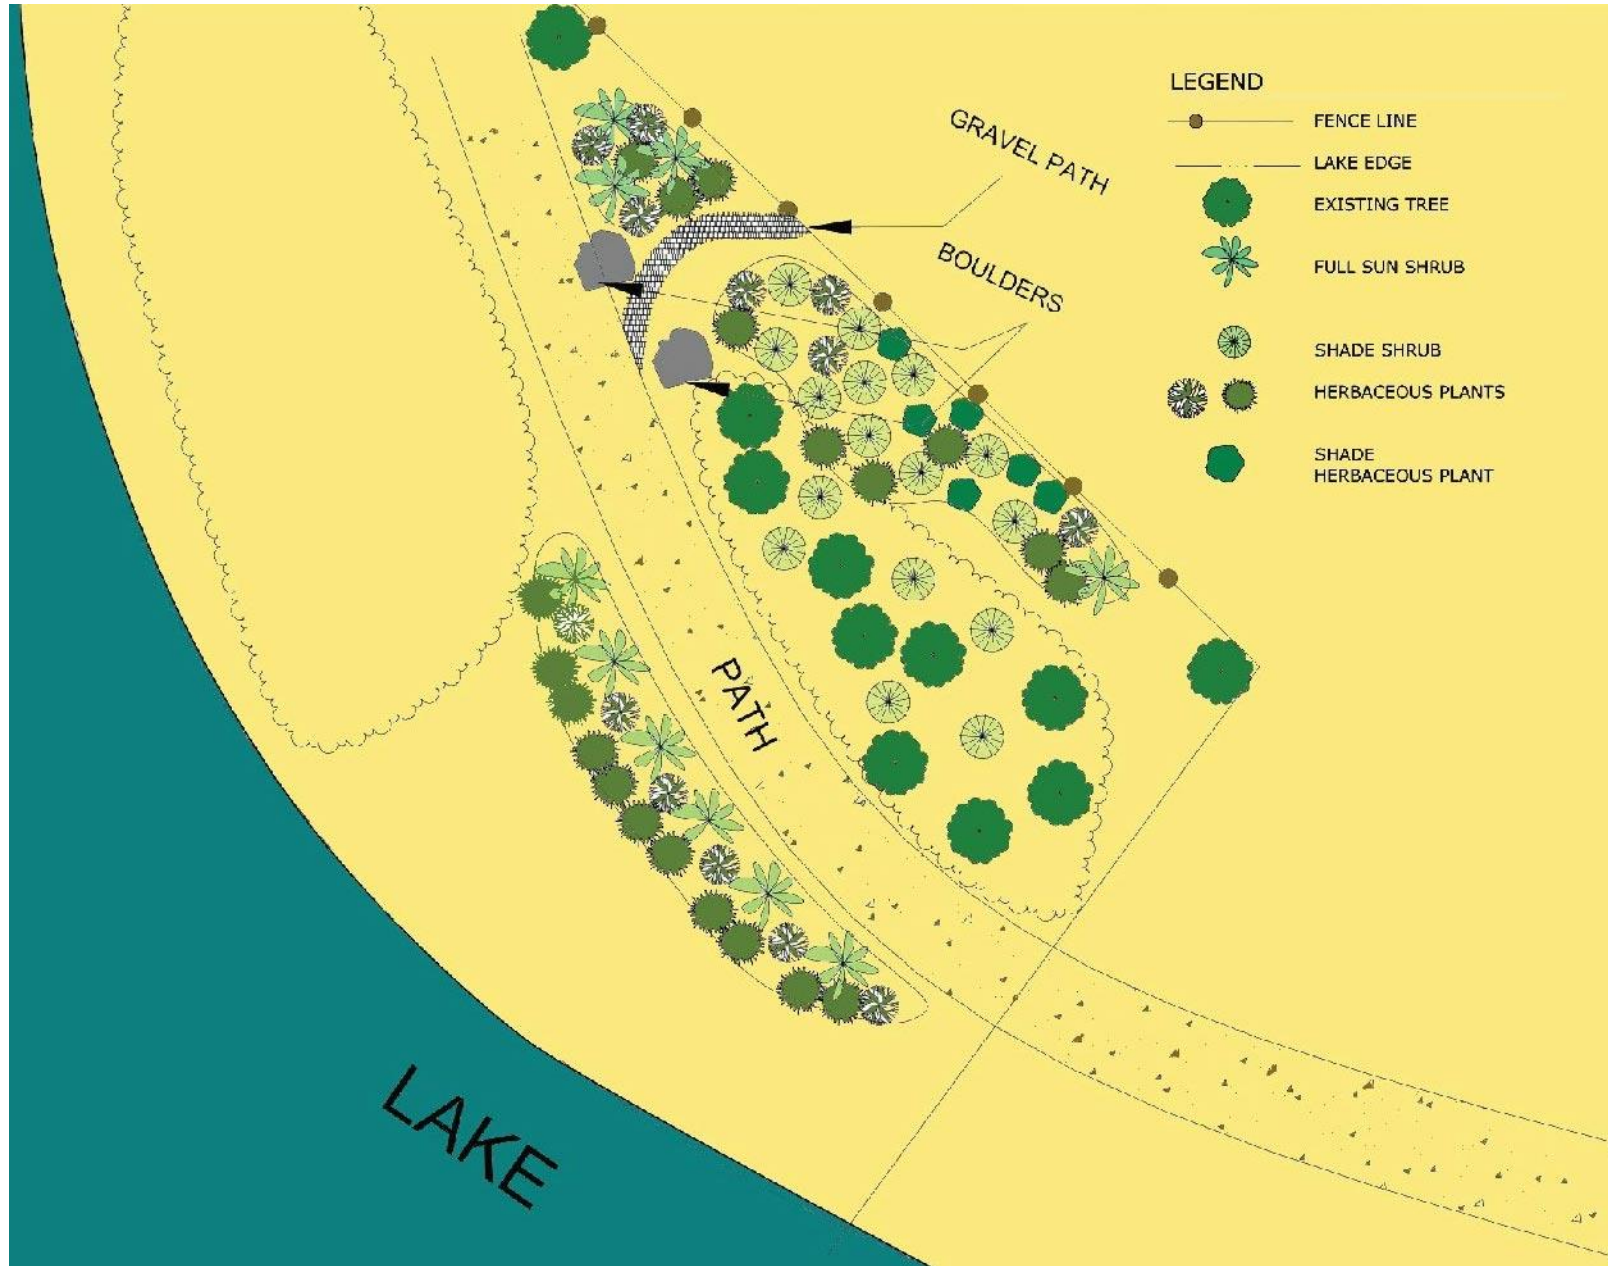 LEGEND
FENCE LINE
LAKE EDGE
EXISTING TREE
FULL SUN SHRUB
SHADE SHRUB
HERBACEOUS PLANTS
SHADE
HERBACEOUS PLANT
GRAVEL PATH
BOULDERS
PATH
LAKE